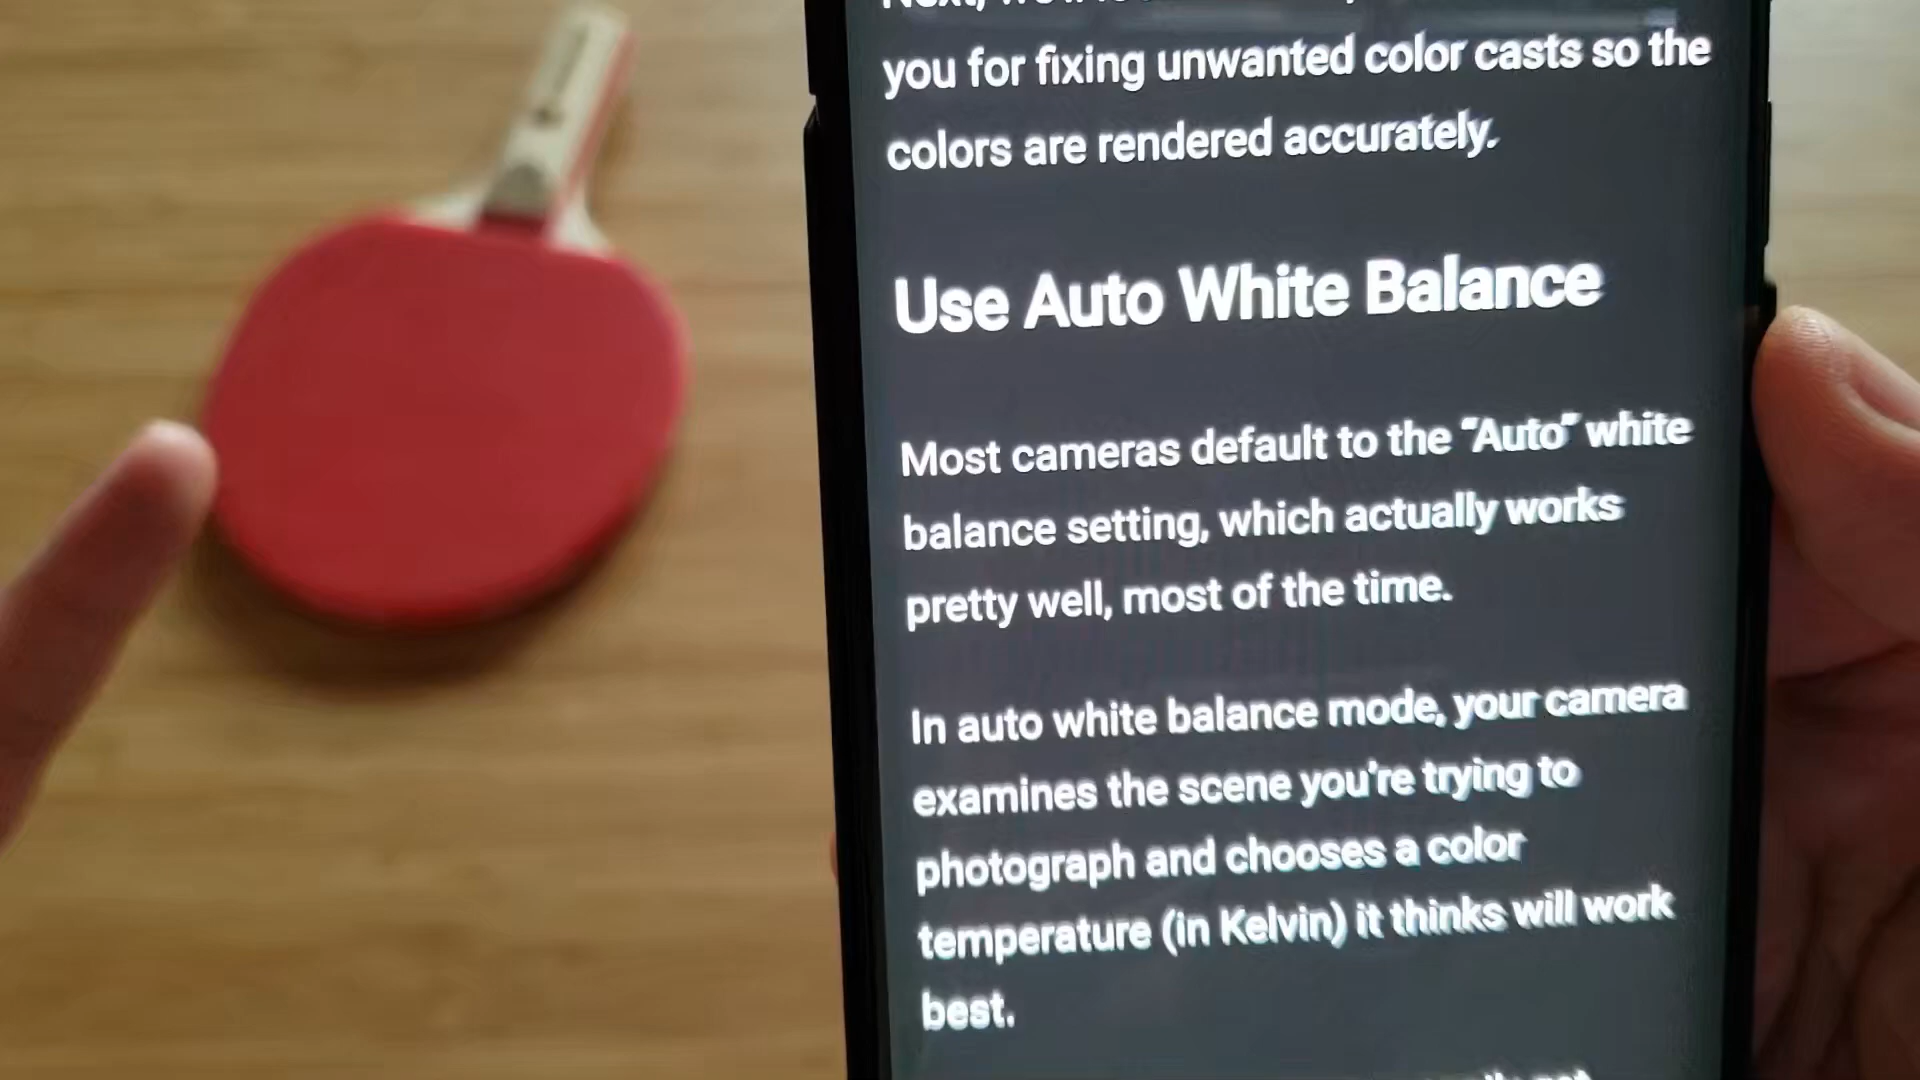 you for fixing unwanted color casts so the
colors are rendered accurately.
Use Auto White Balance
Most cameras default to the “Auto” white
balance setting, which actually works
pretty well, most of the time.
In auto white balance mode, your camera
examines the scene you’re trying to
photograph and chooses a color
temperature (in Kelvin) it thinks will work
best.